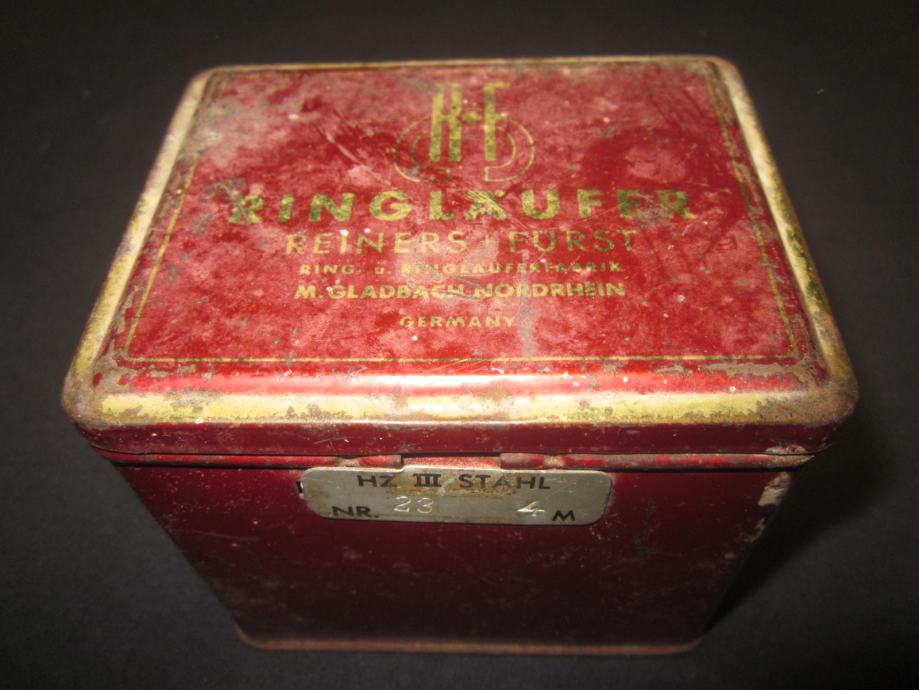 R+F
RINGLÄUFER
REINERS + FÜRST
RING- u. RINGLÄUFERFABRIK
M. GLADBACH-NORDRHEIN
GERMANY
HZ III STAHL
NR. 23 4 M